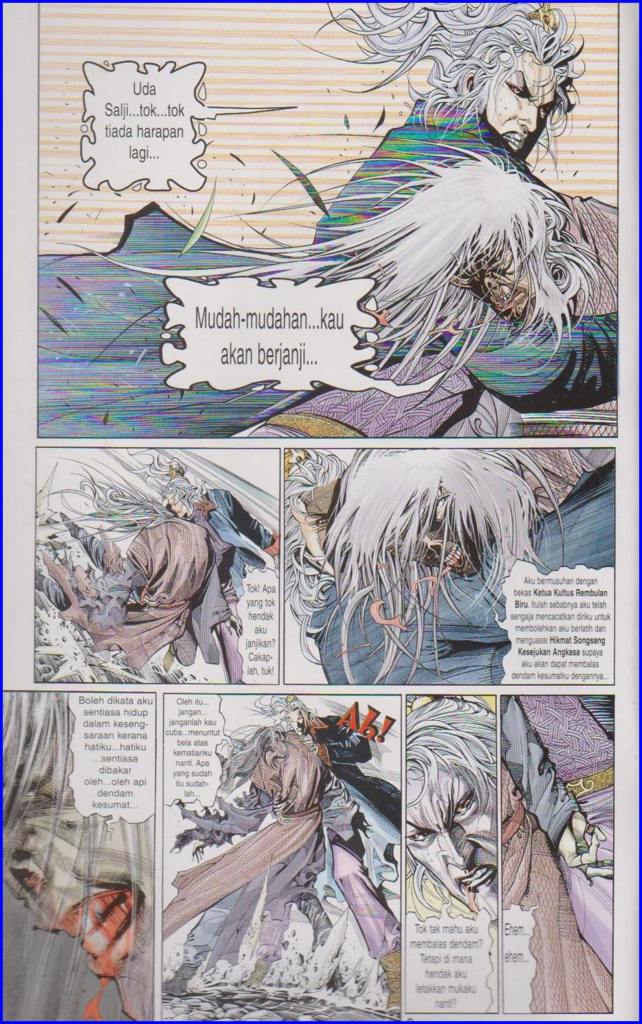 Uda
Salji...tok...tok
tiada harapan
lagi...
Mudah-mudahan...kau
akan berjanji...
Tok! Apa
yang tok
hendak
aku
janjikan?
Cakap-
lah, tuk!
Aku bermusuhan dengan
bekas Ketua Kultus Rembulan
Biru. Itulah sebabnya aku telah
sengaja mencacatkan diriku untuk
membolehkan aku berlatih dan
menguasai Hikmat Songsang
Kesejukan Angkasa supaya
aku akan dapat membalas
dendam kesumatku dengannya...
Boleh dikata aku
sentiasa hidup
dalam keseng-
saraan kerana
hatiku...hatiku
...sentiasa
dibakar
oleh...oleh api
dendam
kesumat...
Oleh itu...
jangan...
janganlah kau
cuba...menuntut
bela atas
kematianku
nanti. Apa
yang sudah
itu sudah-
lah...
Ah!
Tok tak mahu aku
membalas dendam?
Tetapi di mana
hendak aku
letakkan mukaku
nanti?
Ehem...
ehem...